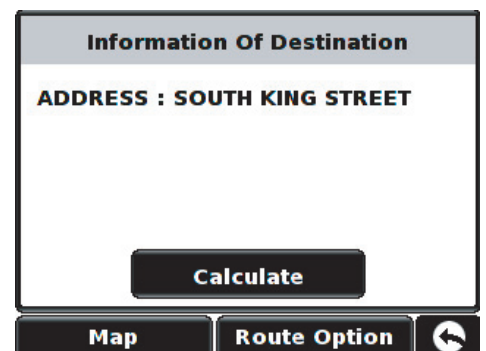 Information Of Destination
ADDRESS : SOUTH KING STREET
Calculate
Map
Route Option